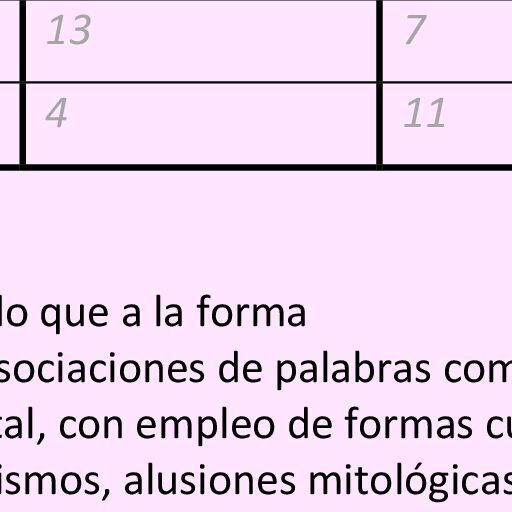 13 7
4 11
lo que a la forma
sociaciones de palabras com
tal, con empleo de formas cu
ismos, alusiones mitológicas